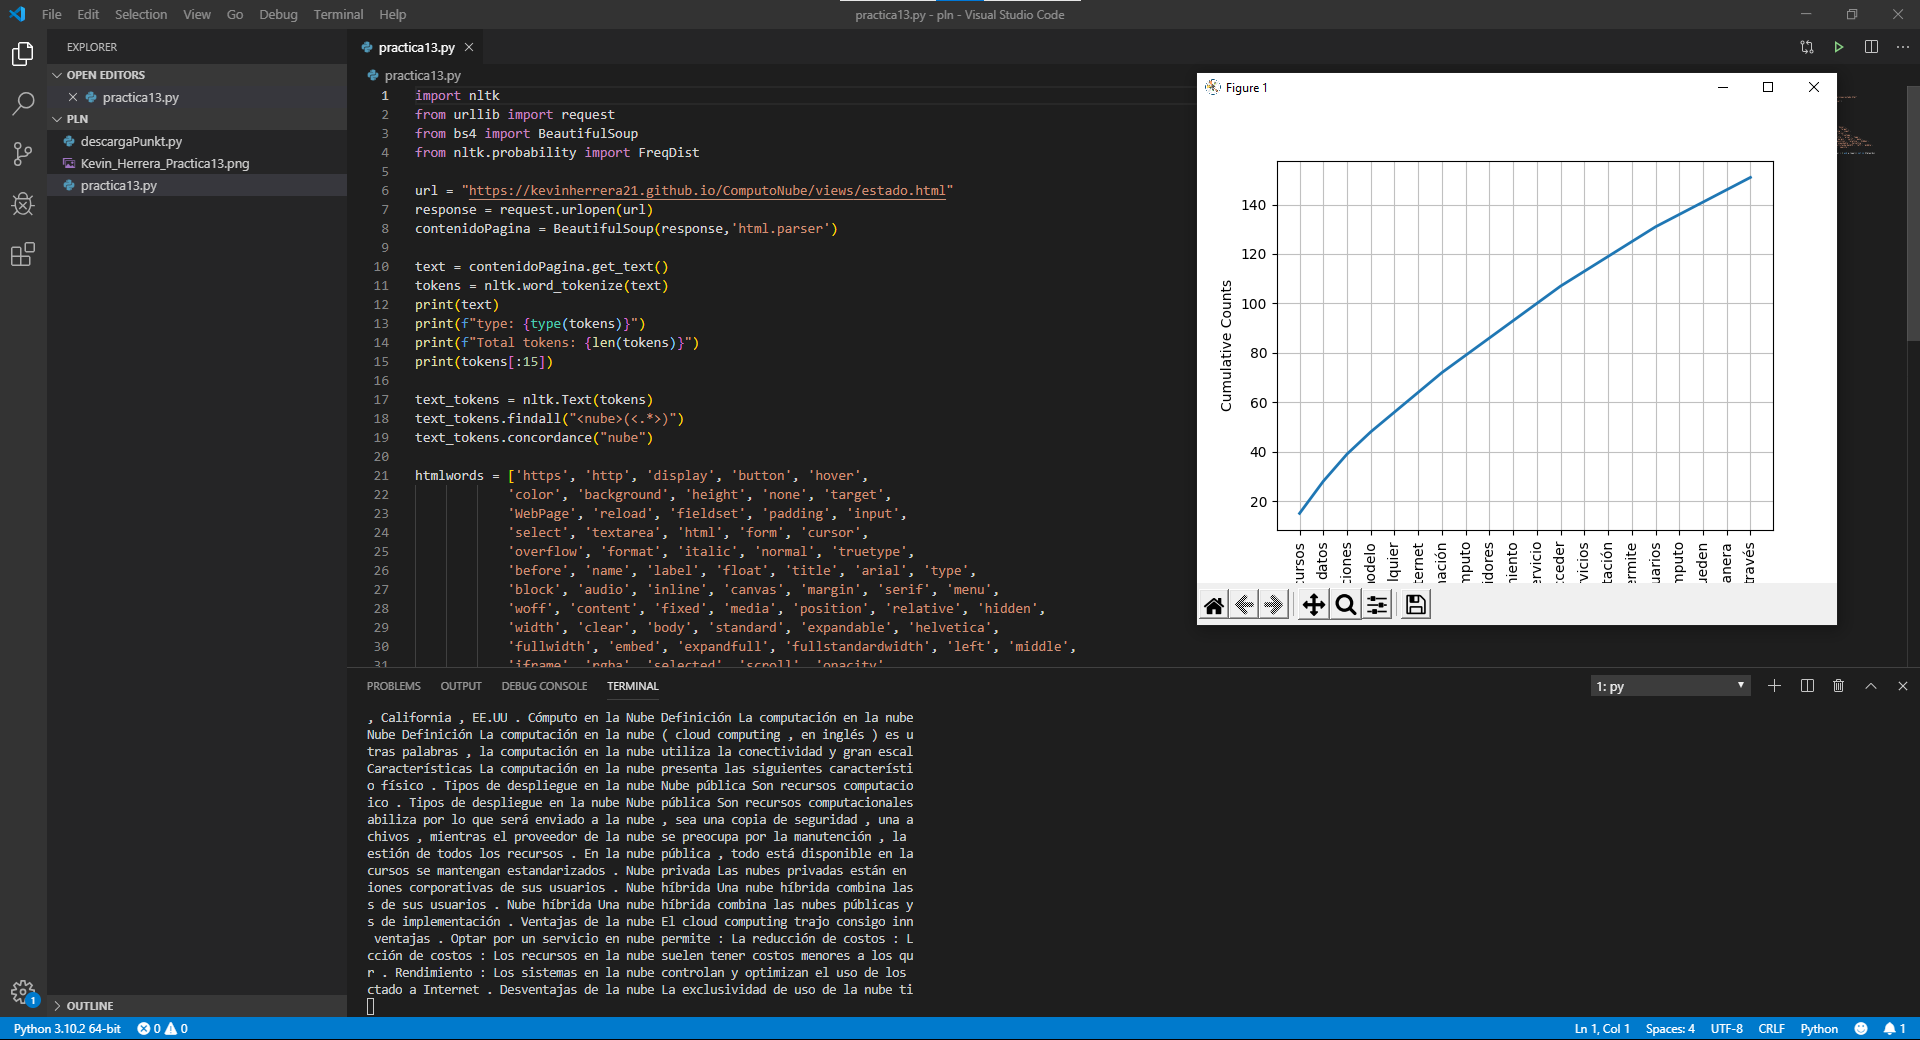 File Edit Selection View Go Debug Terminal Help
practica13.py - pln - Visual Studio Code
EXPLORER
OPEN EDITORS
practica13.py
PLN
descargaPunkt.py
Kevin_Herrera_Practica13.png
practica13.py
OUTLINE
practica13.py
practica13.py
1 import nltk
2 from urllib import request
3 from bs4 import BeautifulSoup
4 from nltk.probability import FreqDist
5
6 url = "https://kevinherrera21.github.io/ComputoNube/views/estado.html"
7 response = request.urlopen(url)
8 contenidoPagina = BeautifulSoup(response,'html.parser')
9
10 text = contenidoPagina.get_text()
11 tokens = nltk.word_tokenize(text)
12 print(text)
13 print(f"type: {type(tokens)}")
14 print(f"Total tokens: {len(tokens)}")
15 print(tokens[:15])
16
17 text_tokens = nltk.Text(tokens)
18 text_tokens.findall("<nube>(<.*>)")
19 text_tokens.concordance("nube")
20
21 htmlwords = ['https', 'http', 'display', 'button', 'hover',
22 'color', 'background', 'height', 'none', 'target',
23 'WebPage', 'reload', 'fieldset', 'padding', 'input',
24 'select', 'textarea', 'html', 'form', 'cursor',
25 'overflow', 'format', 'italic', 'normal', 'truetype',
26 'before', 'name', 'label', 'float', 'title', 'arial', 'type',
27 'block', 'audio', 'inline', 'canvas', 'margin', 'serif', 'menu',
28 'woff', 'content', 'fixed', 'media', 'position', 'relative', 'hidden',
29 'width', 'clear', 'body', 'standard', 'expandable', 'helvetica',
30 'fullwidth', 'embed', 'expandfull', 'fullstandardwidth', 'left', 'middle',
31 'iframe', 'rgba', 'selected', 'scroll', 'opacity',
Figure 1
Cumulative Counts
140
120
100
80
60
40
20
cursos
datos
ciones
modelo
lquier
ternet
nación
mputo
idores
miento
ervicio
cceder
vicios
tación
ermite
uarios
mputo
ueden
anera
través
PROBLEMS OUTPUT DEBUG CONSOLE TERMINAL
1: py
, California , EE.UU . Cómputo en la Nube Definición La computación en la nube
Nube Definición La computación en la nube ( cloud computing , en inglés ) es u
tras palabras , la computación en la nube utiliza la conectividad y gran escal
Características La computación en la nube presenta las siguientes característi
o físico . Tipos de despliegue en la nube Nube pública Son recursos computacio
ico . Tipos de despliegue en la nube Nube pública Son recursos computacionales
abiliza por lo que será enviado a la nube , sea una copia de seguridad , una a
chivos , mientras el proveedor de la nube se preocupa por la manutención , la
estión de todos los recursos . En la nube pública , todo está disponible en la
cursos se mantengan estandarizados . Nube privada Las nubes privadas están en
iones corporativas de sus usuarios . Nube híbrida Una nube híbrida combina las
s de sus usuarios . Nube híbrida Una nube híbrida combina las nubes públicas y
s de implementación . Ventajas de la nube El cloud computing trajo consigo inn
ventajas . Optar por un servicio en nube permite : La reducción de costos : L
cción de costos : Los recursos en la nube suelen tener costos menores a los qu
r . Rendimiento : Los sistemas en la nube controlan y optimizan el uso de los
ctado a Internet . Desventajas de la nube La exclusividad de uso de la nube ti
1
Python 3.10.2 64-bit 0 0
Ln 1, Col 1 Spaces: 4 UTF-8 CRLF Python 1